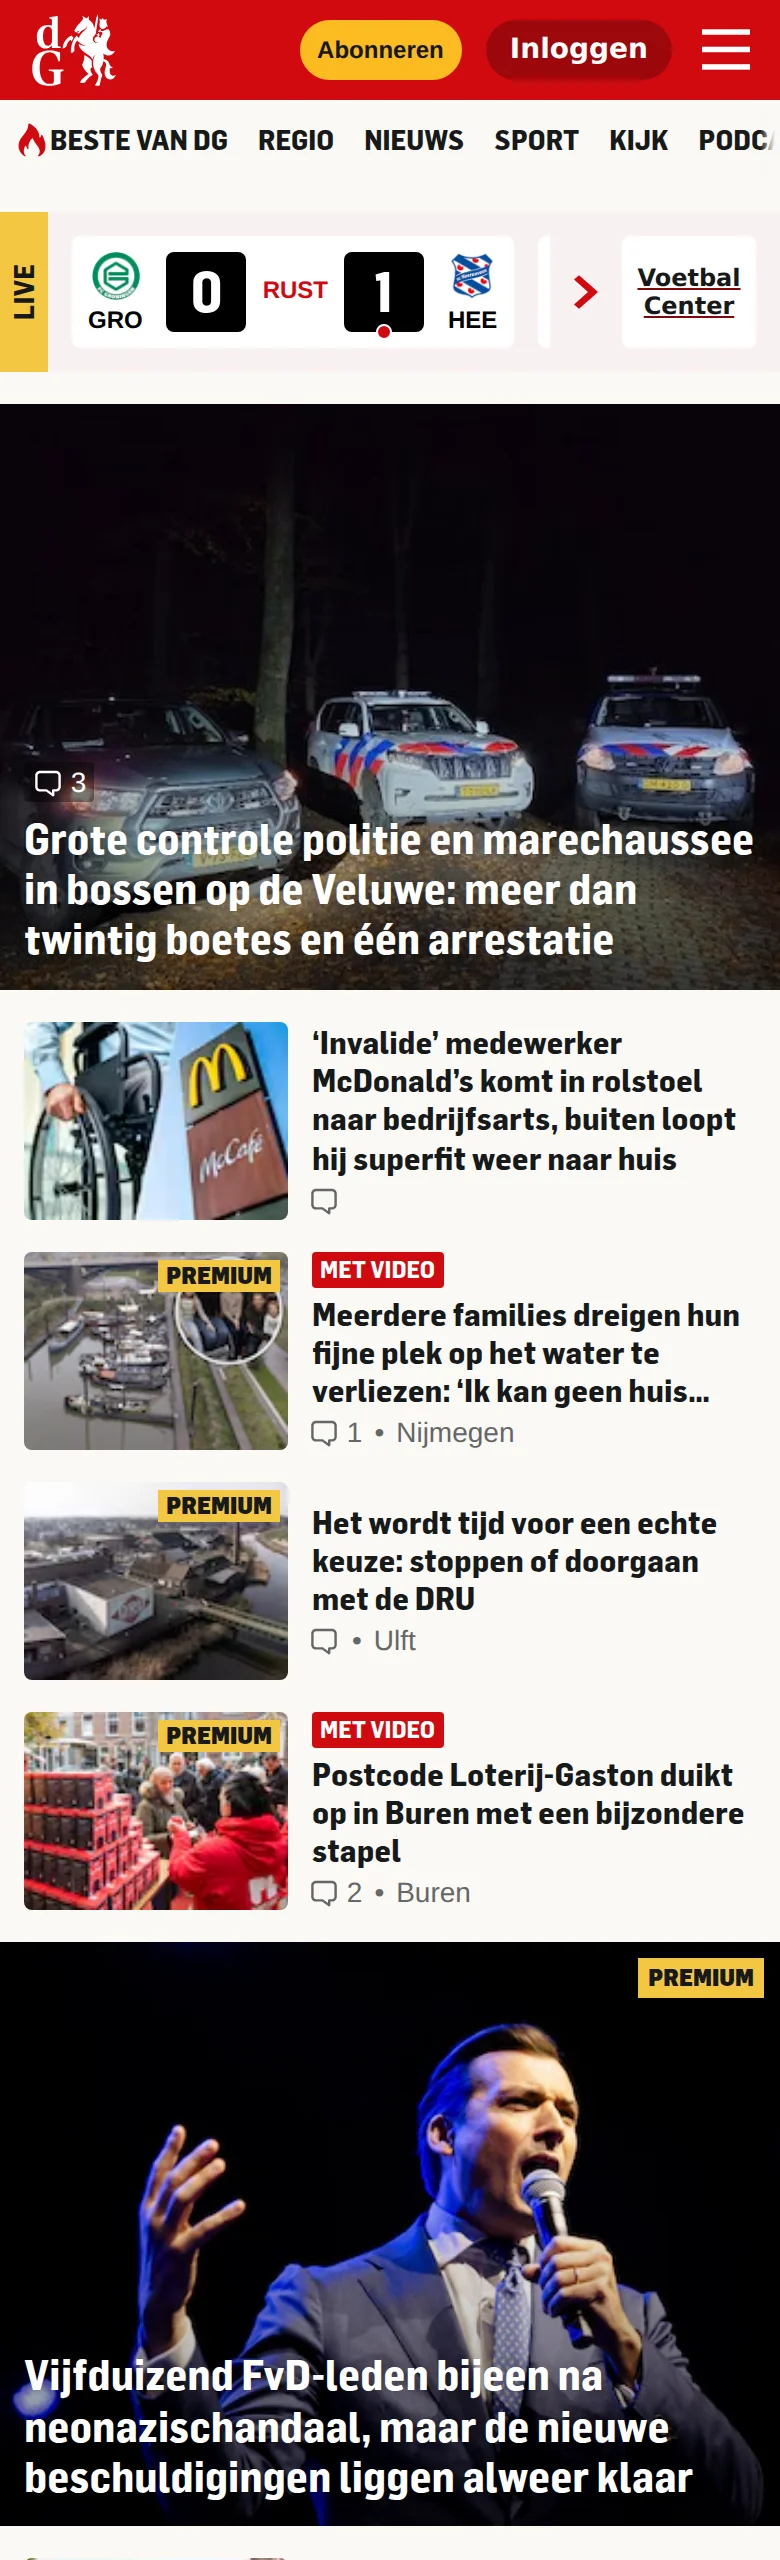 dG
Abonneren
Inloggen
BESTE VAN DG
REGIO
NIEUWS
SPORT
KIJK
PODCA
LIVE
GRO
0
RUST
1
HEE
Voetbal
Center
3
Grote controle politie en marechaussee
in bossen op de Veluwe: meer dan
twintig boetes en één arrestatie
McCafé
‘Invalide’ medewerker
McDonald’s komt in rolstoel
naar bedrijfsarts, buiten loopt
hij superfit weer naar huis
PREMIUM
MET VIDEO
Meerdere families dreigen hun
fijne plek op het water te
verliezen: ‘Ik kan geen huis...
1 • Nijmegen
PREMIUM
DRU
Het wordt tijd voor een echte
keuze: stoppen of doorgaan
met de DRU
• Ulft
PREMIUM
MET VIDEO
Postcode Loterij-Gaston duikt
op in Buren met een bijzondere
stapel
2 • Buren
PREMIUM
Vijfduizend FvD-leden bijeen na
neonazischandaal, maar de nieuwe
beschuldigingen liggen alweer klaar